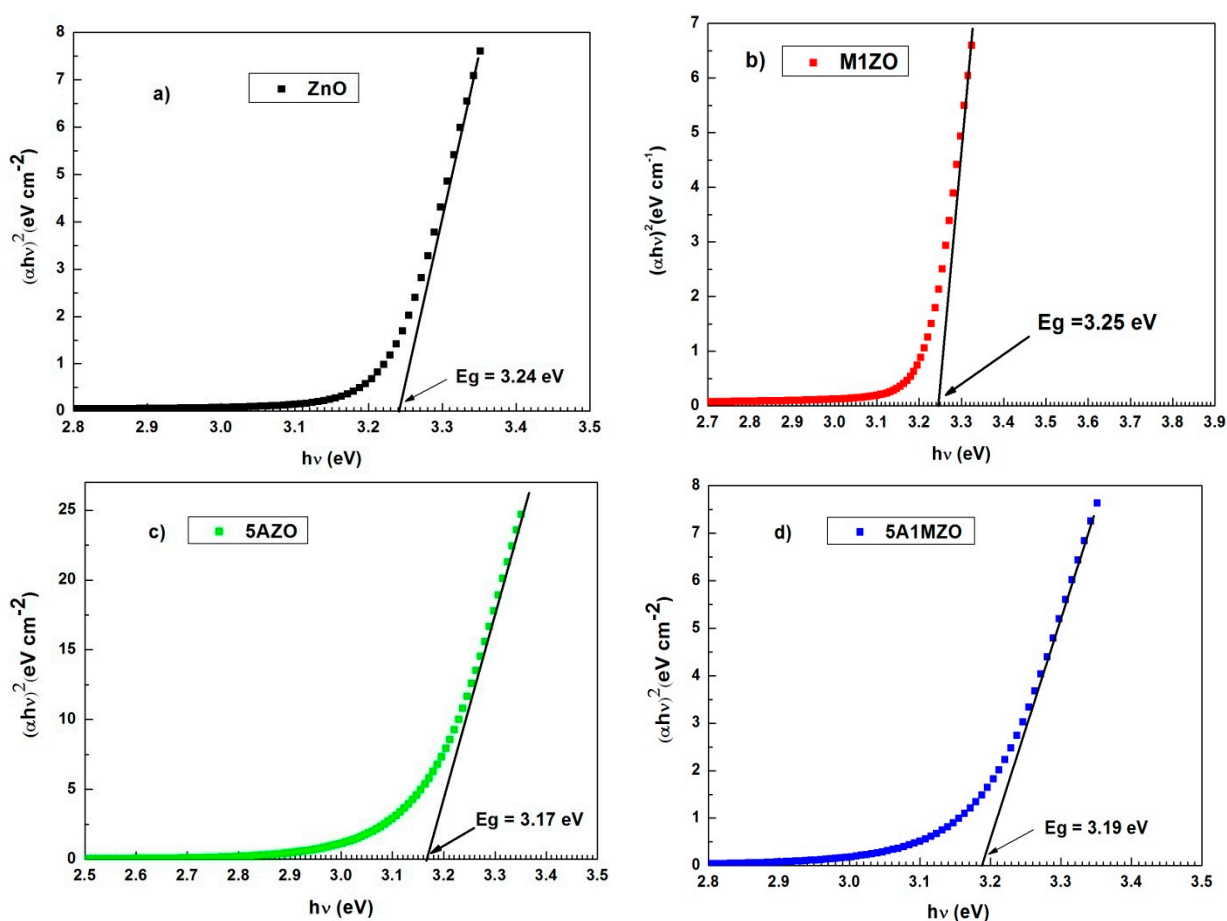 a)
ZnO
(αhν)² (eV cm⁻²)
8
7
6
5
4
3
2
1
0
Eg = 3.24 eV
2.8 2.9 3.0 3.1 3.2 3.3 3.4 3.5
hν (eV)
b)
M1ZO
(αhν)² (eV cm⁻¹)
7
6
5
4
3
2
1
0
Eg =3.25 eV
2.7 2.8 2.9 3.0 3.1 3.2 3.3 3.4 3.5 3.6 3.7 3.8 3.9
hν (eV)
c)
5AZO
(αhν)² (eV cm⁻²)
25
20
15
10
5
0
Eg = 3.17 eV
2.5 2.6 2.7 2.8 2.9 3.0 3.1 3.2 3.3 3.4 3.5
hν (eV)
d)
5A1MZO
(αhν)² (eV cm⁻²)
8
7
6
5
4
3
2
1
0
Eg = 3.19 eV
2.8 2.9 3.0 3.1 3.2 3.3 3.4 3.5
hν (eV)